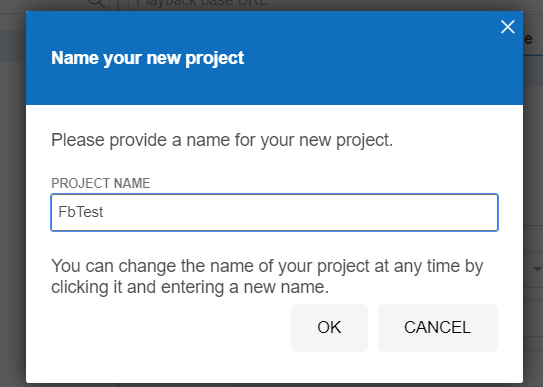 Playback base URL
e
Name your new project
Please provide a name for your new project.
PROJECT NAME
FbTest
You can change the name of your project at any time by
clicking it and entering a new name.
OK CANCEL